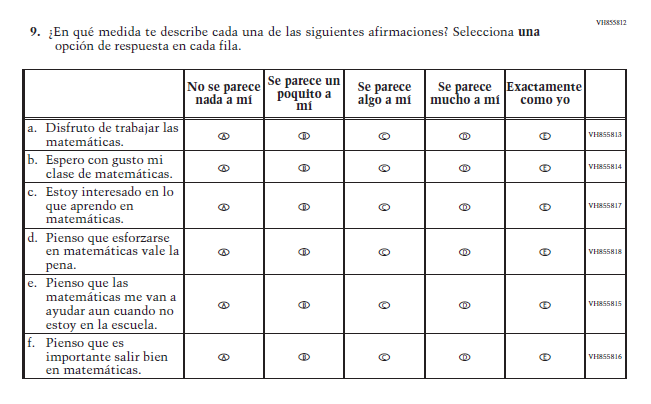 VH855812
9. ¿En qué medida te describe cada una de las siguientes afirmaciones? Selecciona una
opción de respuesta en cada fila.
No se parece
nada a mí
Se parece un
poquito a
mí
Se parece
algo a mí
Se parece
mucho a mí
Exactamente
como yo
a. Disfruto de trabajar las
matemáticas.
A B C D E VH855813
b. Espero con gusto mi
clase de matemáticas.
A B C D E VH855814
c. Estoy interesado en lo
que aprendo en
matemáticas.
A B C D E VH855817
d. Pienso que esforzarse
en matemáticas vale la
pena.
A B C D E VH855818
e. Pienso que las
matemáticas me van a
ayudar aun cuando no
estoy en la escuela.
A B C D E VH855815
f. Pienso que es
importante salir bien
en matemáticas.
A B C D E VH855816